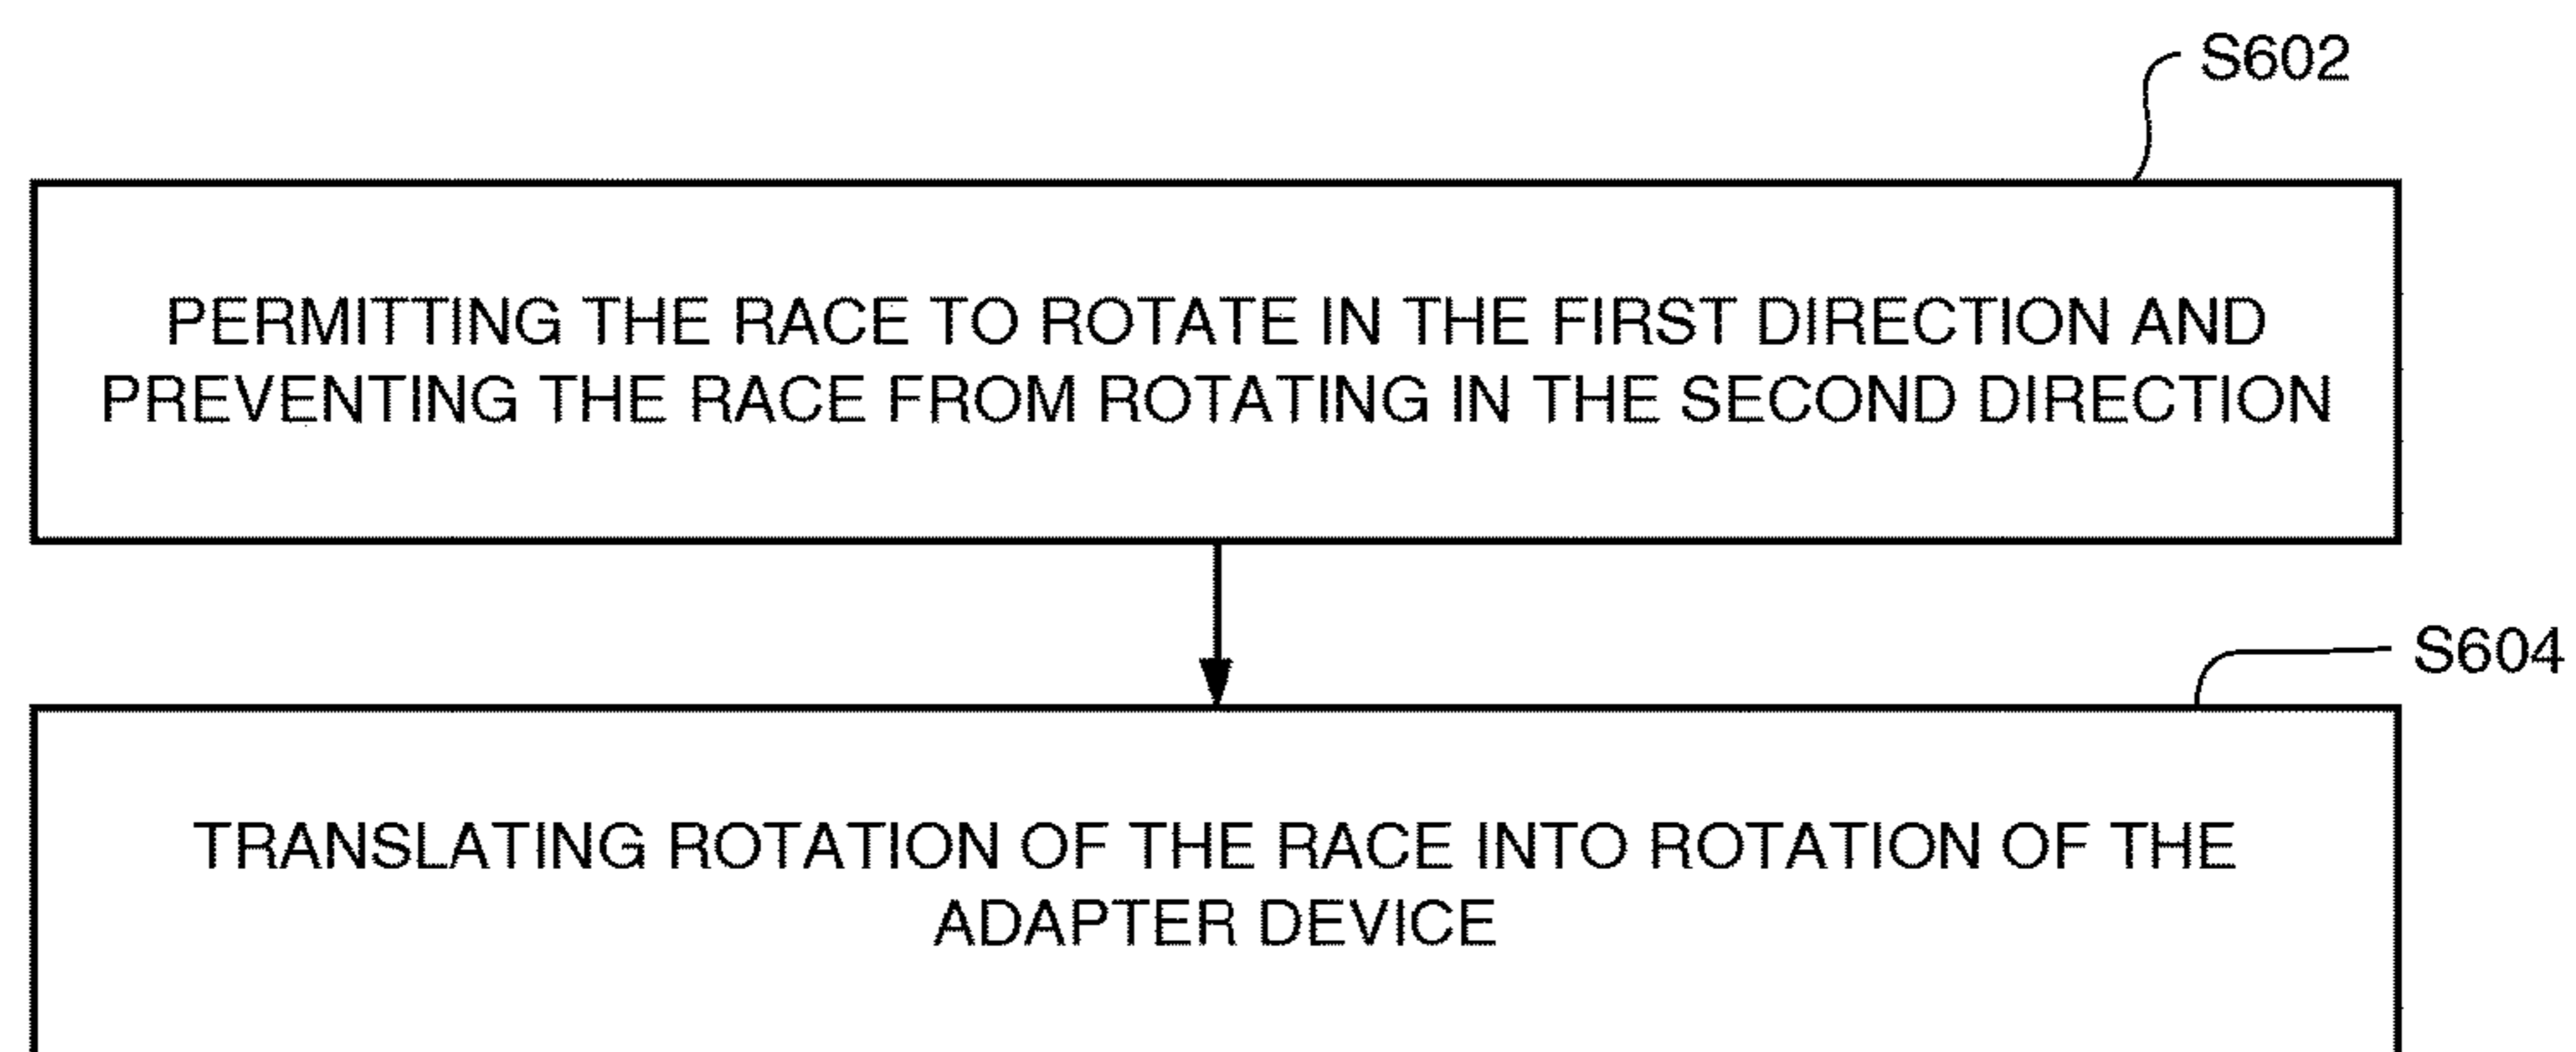 S602
PERMITTING THE RACE TO ROTATE IN THE FIRST DIRECTION AND
PREVENTING THE RACE FROM ROTATING IN THE SECOND DIRECTION
S604
TRANSLATING ROTATION OF THE RACE INTO ROTATION OF THE
ADAPTER DEVICE